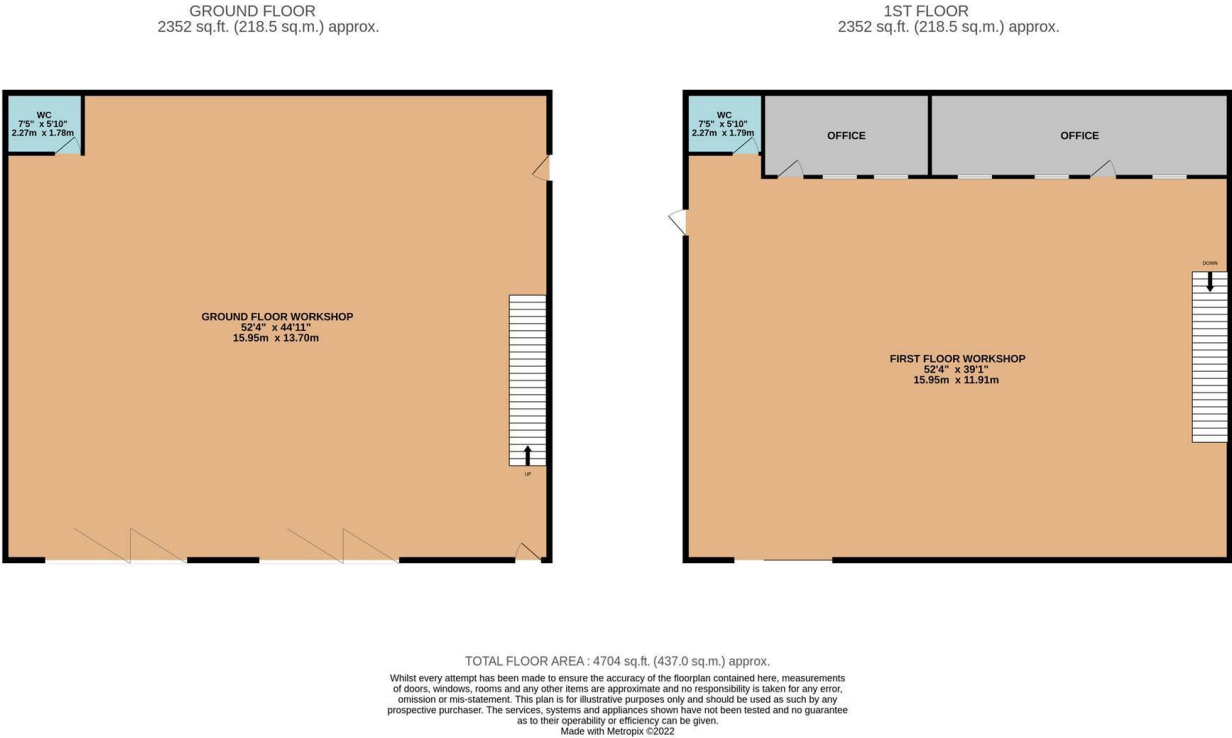 GROUND FLOOR
2352 sq.ft. (218.5 sq.m.) approx.
WC
7'5" x 5'10"
2.27m x 1.78m
GROUND FLOOR WORKSHOP
52'4" x 44'11"
15.95m x 13.70m
UP
1ST FLOOR
2352 sq.ft. (218.5 sq.m.) approx.
WC
7'5" x 5'10"
2.27m x 1.79m
OFFICE
OFFICE
DOWN
FIRST FLOOR WORKSHOP
52'4" x 39'1"
15.95m x 11.91m
TOTAL FLOOR AREA : 4704 sq.ft. (437.0 sq.m.) approx.
Whilst every attempt has been made to ensure the accuracy of the floorplan contained here, measurements
of doors, windows, rooms and any other items are approximate and no responsibility is taken for any error,
omission or mis-statement. This plan is for illustrative purposes only and should be used as such by any
prospective purchaser. The services, systems and appliances shown have not been tested and no guarantee
as to their operability or efficiency can be given.
Made with Metropix ©2022